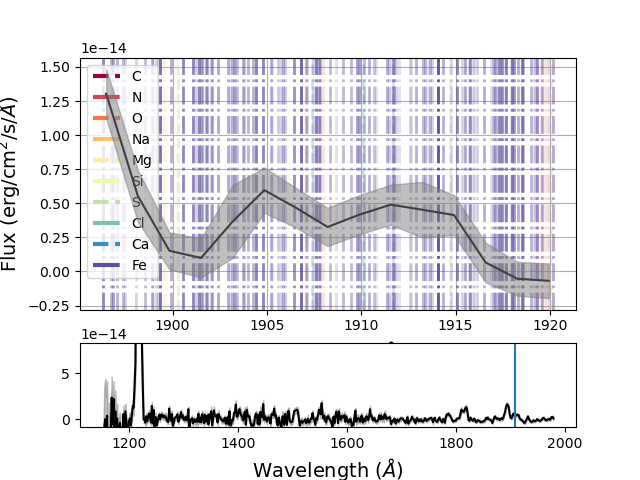 1e−14
1.50
1.25
1.00
0.75
0.50
0.25
0.00
−0.25
Flux (erg/cm²/s/Å)
C
N
O
Na
Mg
Si
S
Cl
Ca
Fe
1900
1905
1910
1915
1920
1e−14
5
0
1200
1400
1600
1800
2000
Wavelength (Å)